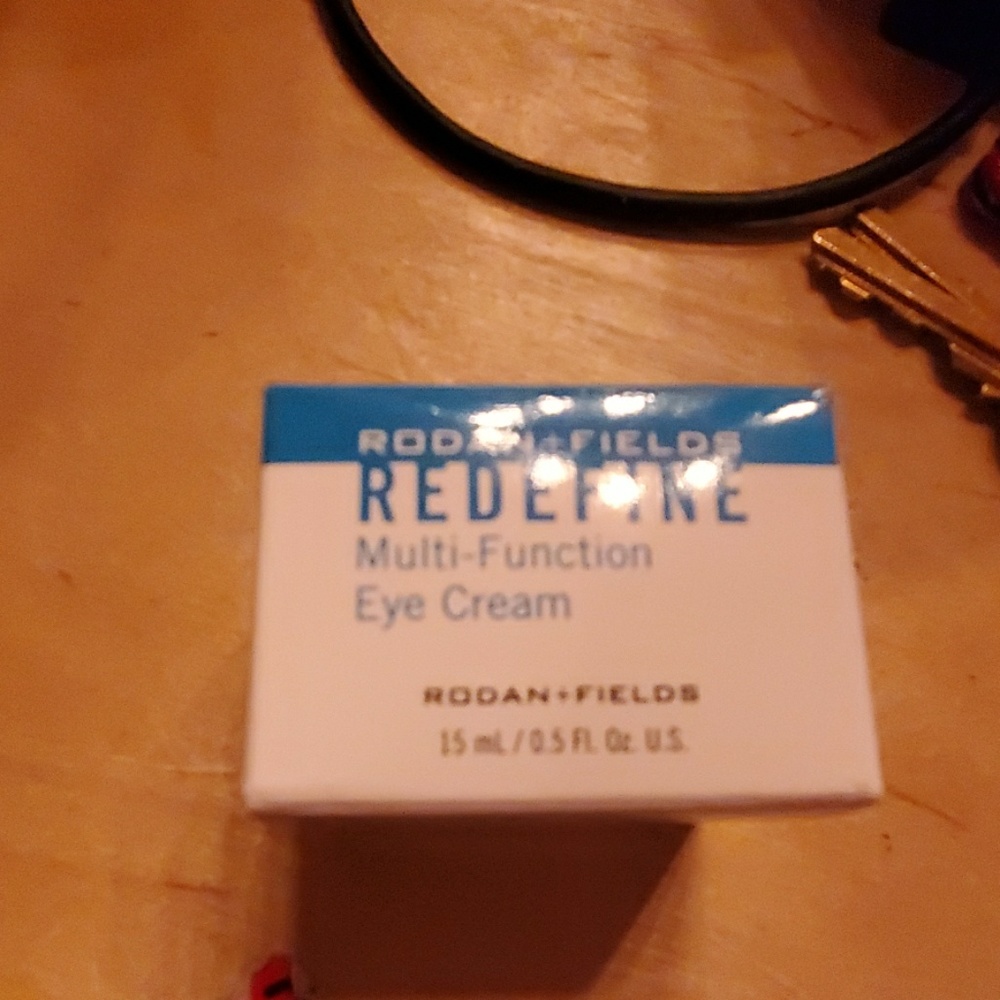 RODAN+FIELDS
REDEFINE
Multi-Function
Eye Cream
RODAN+FIELDS
15 mL / 0.5 Fl. Oz. U.S.